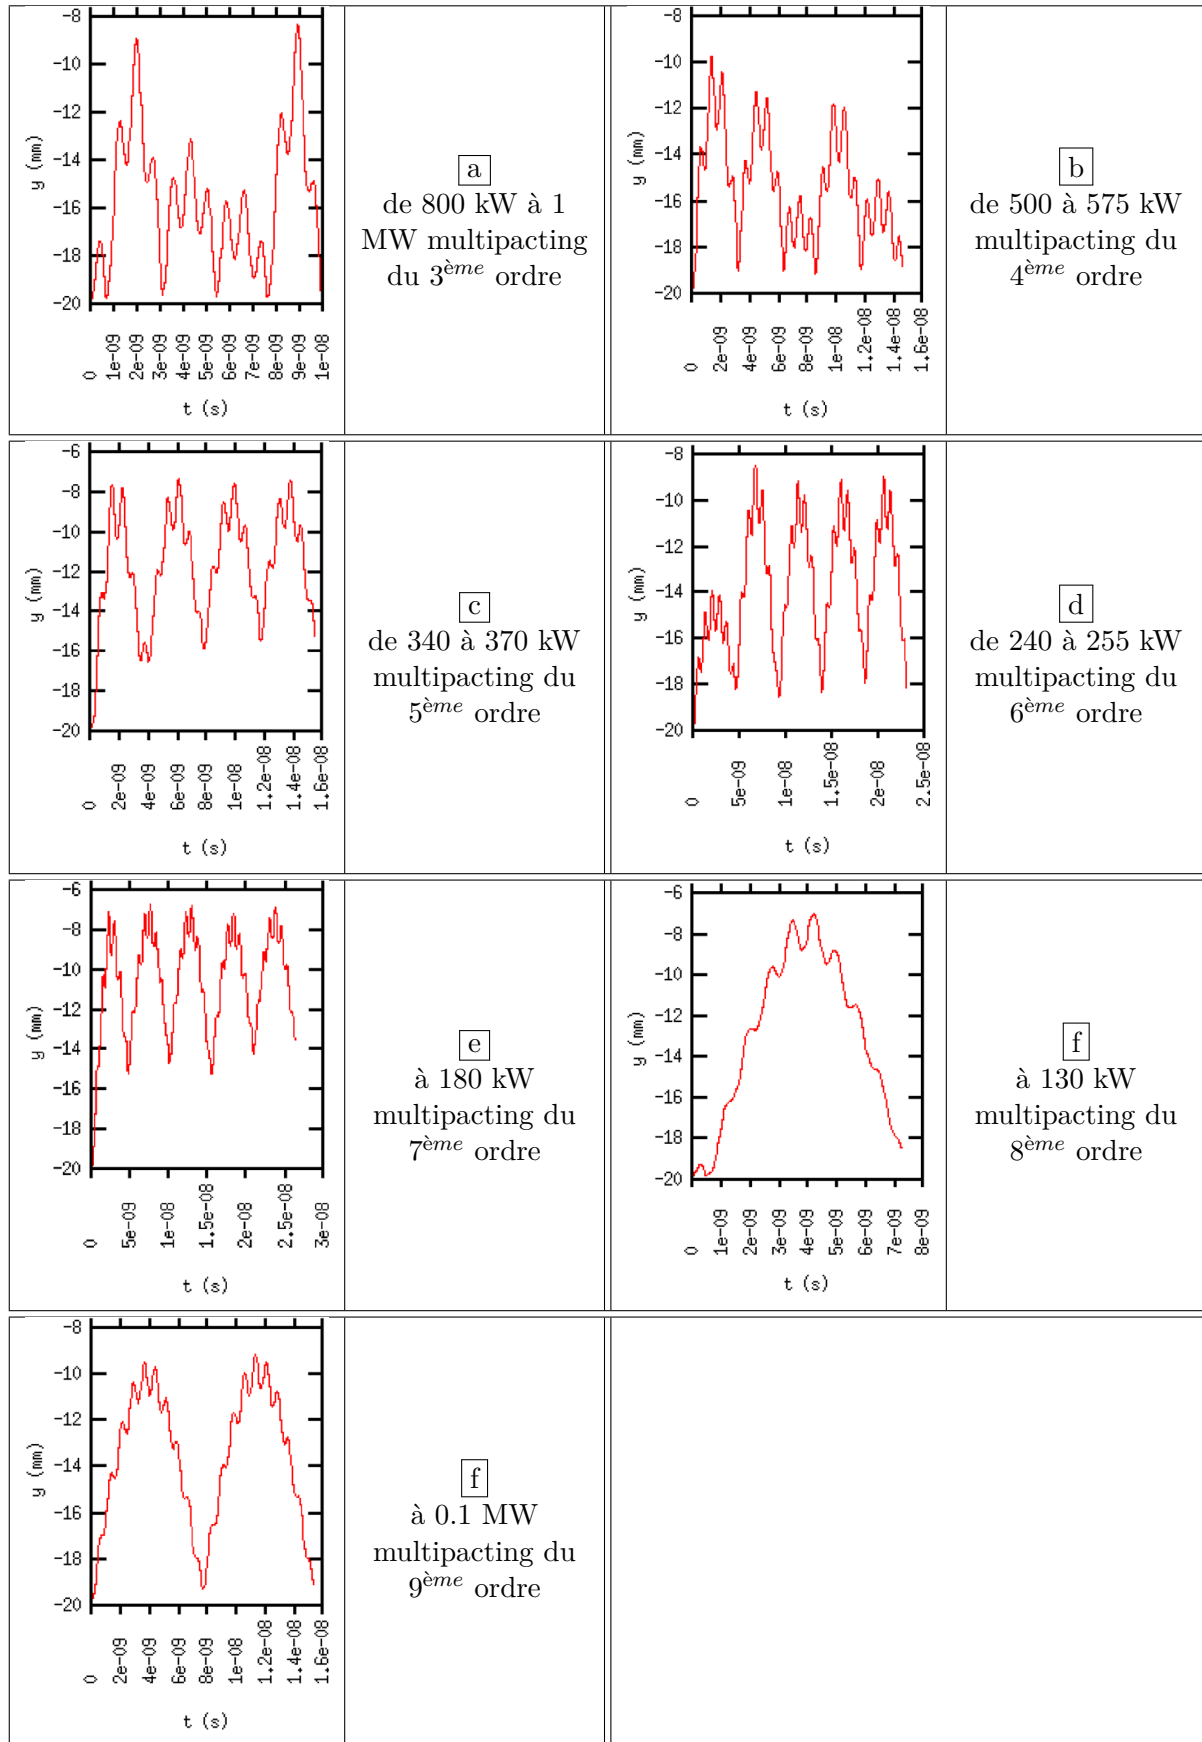 -8
-10
-12
-14
-16
-18
-20
y (mm)
0
1e-09
2e-09
3e-09
4e-09
5e-09
6e-09
7e-09
8e-09
9e-09
1e-08
t (s)
a
de 800 kW à 1
MW multipacting
du 3ème ordre
-8
-10
-12
-14
-16
-18
-20
y (mm)
0
2e-09
4e-09
6e-09
8e-09
1e-08
1.2e-08
1.4e-08
1.6e-08
t (s)
b
de 500 à 575 kW
multipacting du
4ème ordre
-6
-8
-10
-12
-14
-16
-18
-20
y (mm)
0
2e-09
4e-09
6e-09
8e-09
1e-08
1.2e-08
1.4e-08
1.6e-08
t (s)
c
de 340 à 370 kW
multipacting du
5ème ordre
-8
-10
-12
-14
-16
-18
-20
y (mm)
0
5e-09
1e-08
1.5e-08
2e-08
2.5e-08
t (s)
d
de 240 à 255 kW
multipacting du
6ème ordre
-6
-8
-10
-12
-14
-16
-18
-20
y (mm)
0
5e-09
1e-08
1.5e-08
2e-08
2.5e-08
3e-08
t (s)
e
à 180 kW
multipacting du
7ème ordre
-6
-8
-10
-12
-14
-16
-18
-20
y (mm)
0
1e-09
2e-09
3e-09
4e-09
5e-09
6e-09
7e-09
8e-09
t (s)
f
à 130 kW
multipacting du
8ème ordre
-8
-10
-12
-14
-16
-18
-20
y (mm)
0
2e-09
4e-09
6e-09
8e-09
1e-08
1.2e-08
1.4e-08
1.6e-08
t (s)
f
à 0.1 MW
multipacting du
9ème ordre